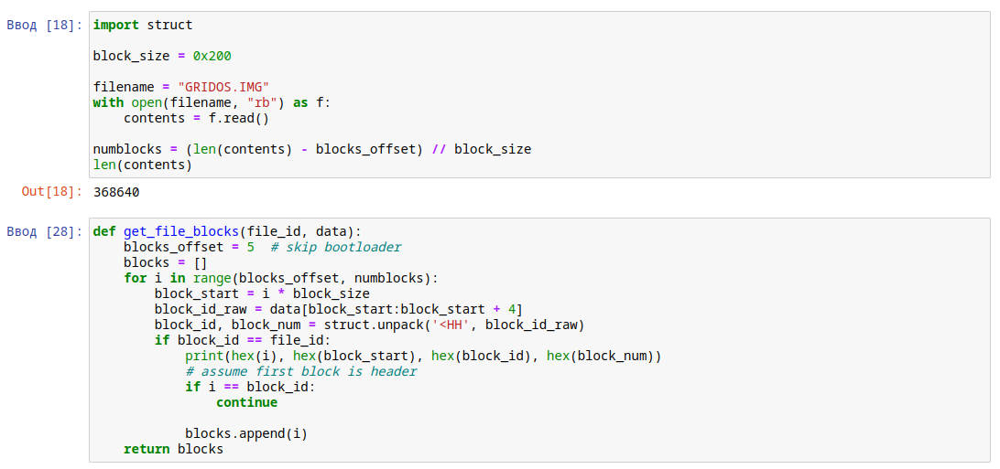 Ввод [18]: import struct

block_size = 0x200

filename = "GRIDOS.IMG"
with open(filename, "rb") as f:
    contents = f.read()

numblocks = (len(contents) - blocks_offset) // block_size
len(contents)
Out[18]: 368640
Ввод [28]: def get_file_blocks(file_id, data):
    blocks_offset = 5  # skip bootloader
    blocks = []
    for i in range(blocks_offset, numblocks):
        block_start = i * block_size
        block_id_raw = data[block_start:block_start + 4]
        block_id, block_num = struct.unpack('<HH', block_id_raw)
        if block_id == file_id:
            print(hex(i), hex(block_start), hex(block_id), hex(block_num))
            # assume first block is header
            if i == block_id:
                continue

            blocks.append(i)
    return blocks